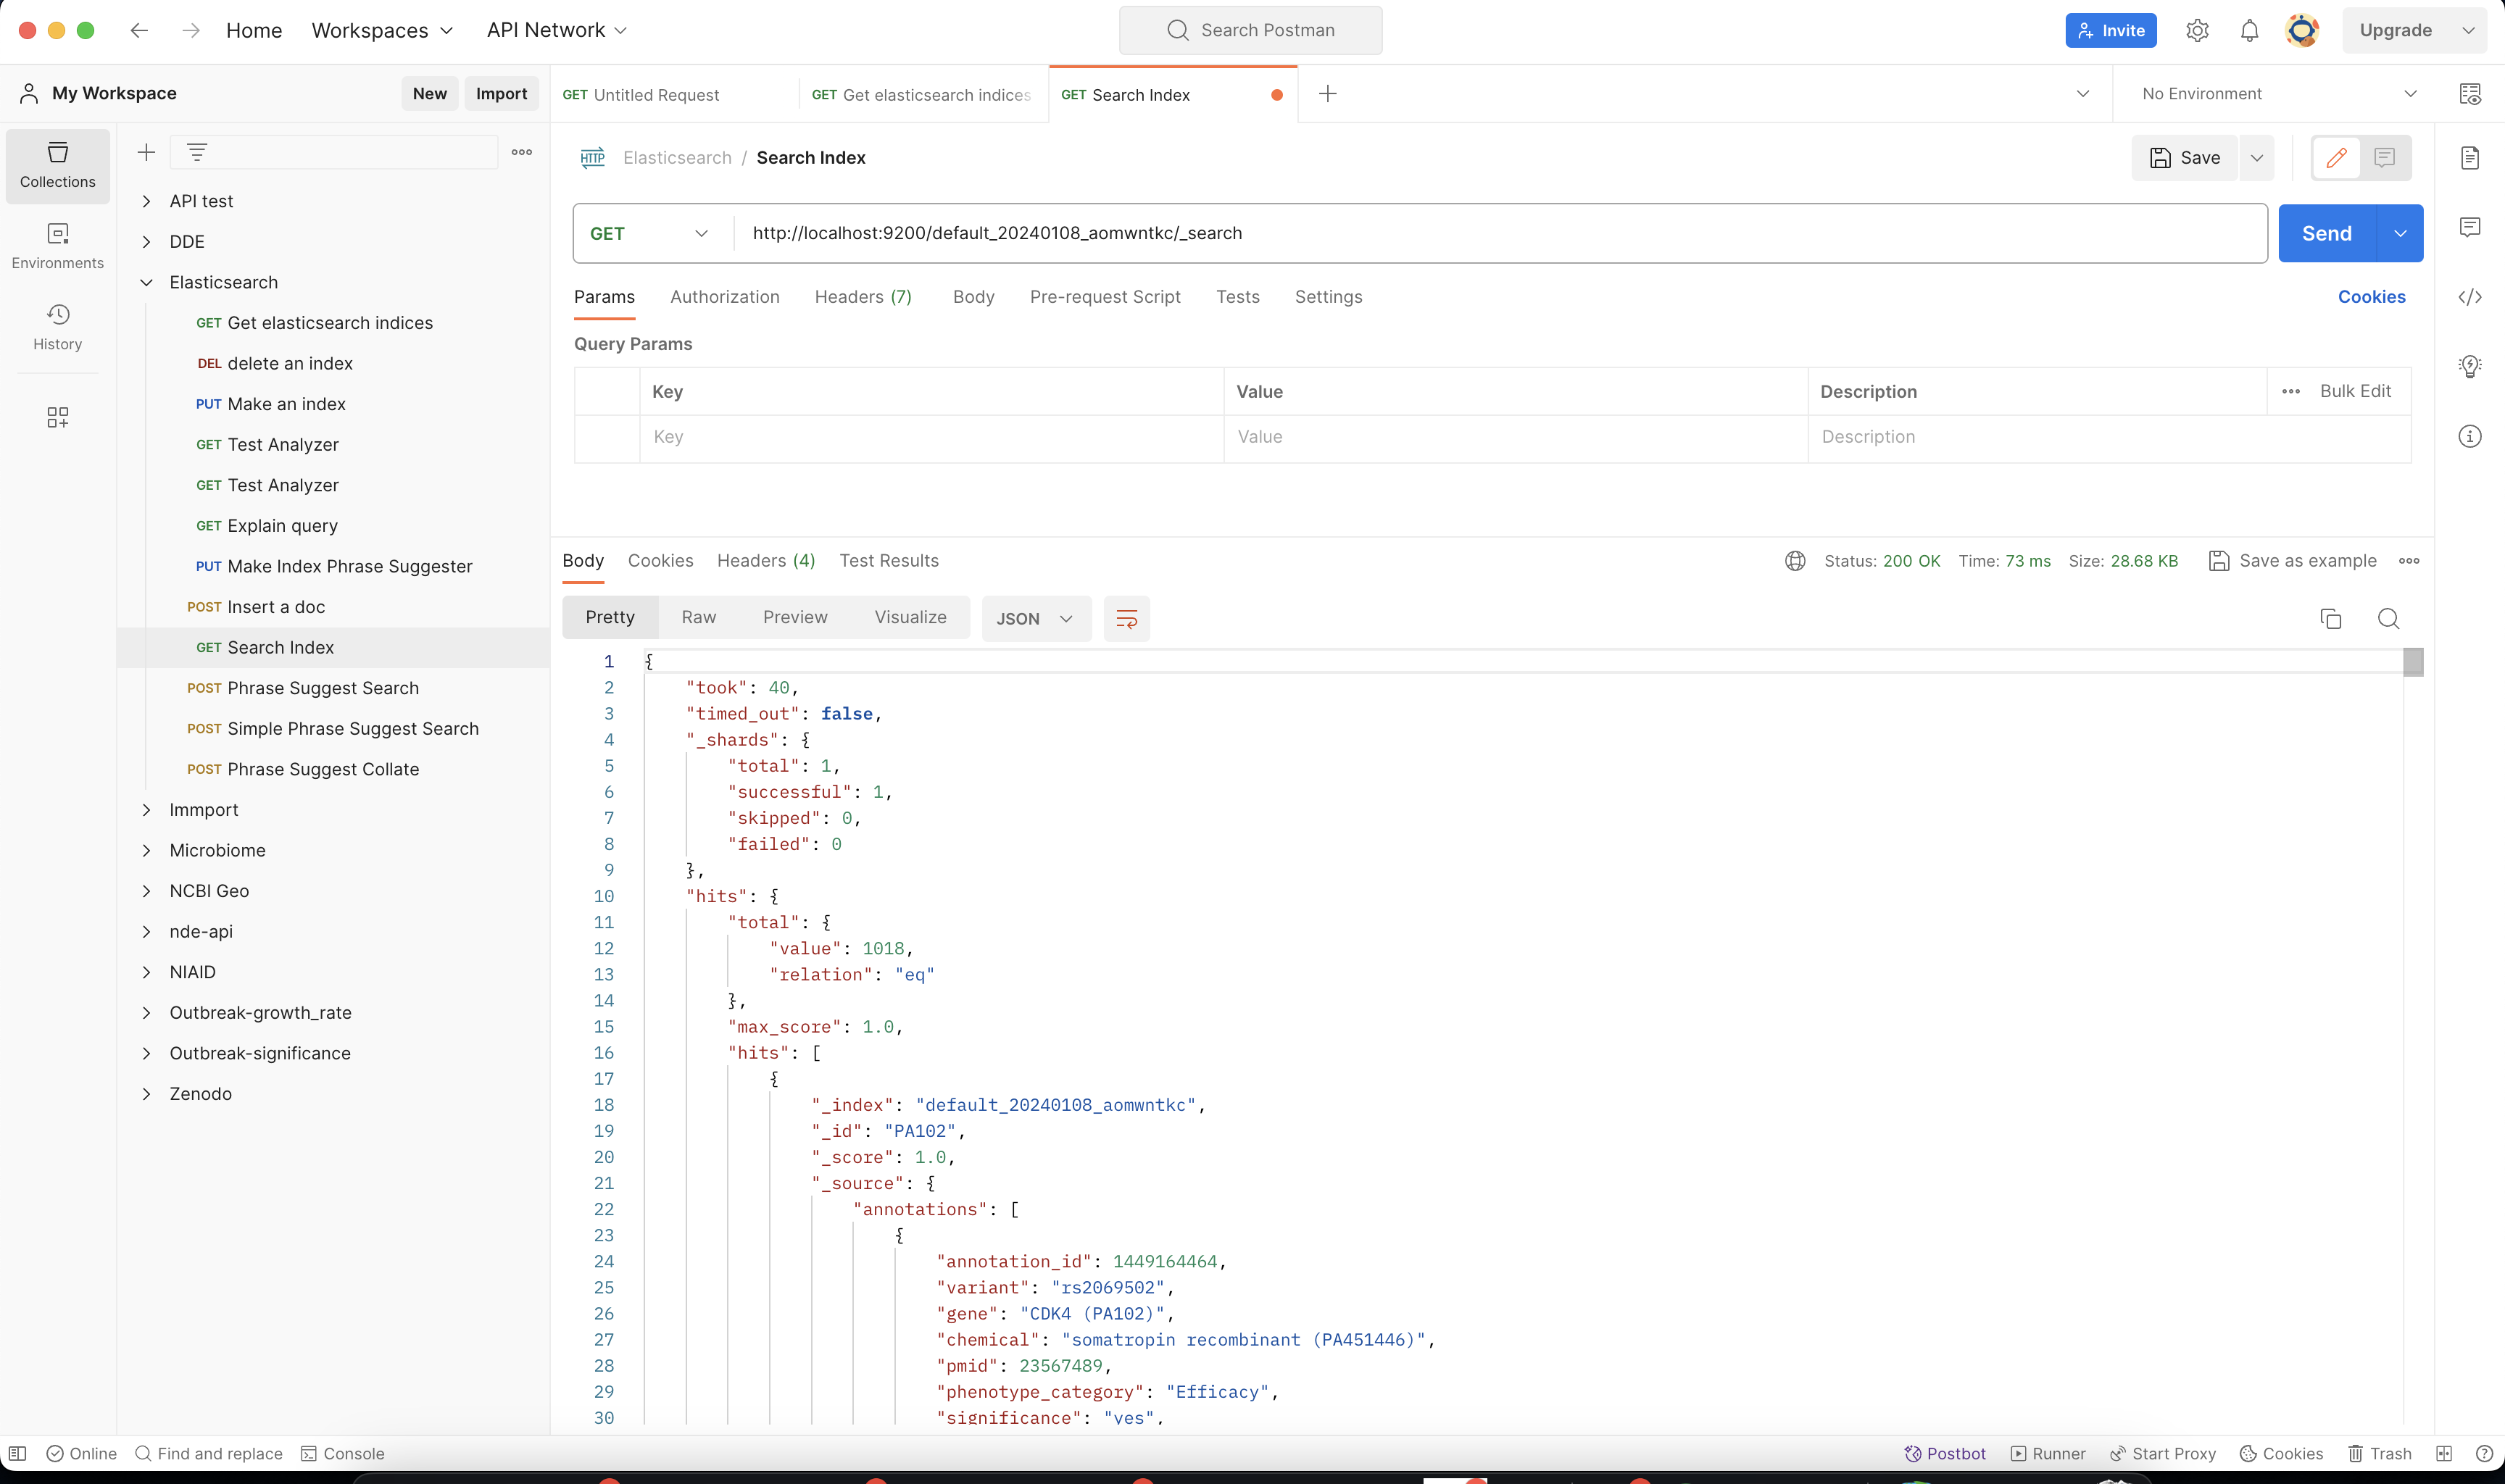 Home Workspaces API Network Search Postman Invite Upgrade
My Workspace New Import
GET Untitled Request GET Get elasticsearch indices GET Search Index No Environment
Collections
Environments
History
API test
DDE
Elasticsearch
GET Get elasticsearch indices
DEL delete an index
PUT Make an index
GET Test Analyzer
GET Test Analyzer
GET Explain query
PUT Make Index Phrase Suggester
POST Insert a doc
GET Search Index
POST Phrase Suggest Search
POST Simple Phrase Suggest Search
POST Phrase Suggest Collate
Immport
Microbiome
NCBI Geo
nde-api
NIAID
Outbreak-growth_rate
Outbreak-significance
Zenodo
HTTP Elasticsearch / Search Index Save
GET http://localhost:9200/default_20240108_aomwntkc/_search Send
Params Authorization Headers (7) Body Pre-request Script Tests Settings Cookies
Query Params
Key Value Description Bulk Edit
Key Value Description
Body Cookies Headers (4) Test Results Status: 200 OK Time: 73 ms Size: 28.68 KB Save as example
Pretty Raw Preview Visualize JSON
1 {
2 "took": 40,
3 "timed_out": false,
4 "_shards": {
5 "total": 1,
6 "successful": 1,
7 "skipped": 0,
8 "failed": 0
9 },
10 "hits": {
11 "total": {
12 "value": 1018,
13 "relation": "eq"
14 },
15 "max_score": 1.0,
16 "hits": [
17 {
18 "_index": "default_20240108_aomwntkc",
19 "_id": "PA102",
20 "_score": 1.0,
21 "_source": {
22 "annotations": [
23 {
24 "annotation_id": 1449164464,
25 "variant": "rs2069502",
26 "gene": "CDK4 (PA102)",
27 "chemical": "somatropin recombinant (PA451446)",
28 "pmid": 23567489,
29 "phenotype_category": "Efficacy",
30 "significance": "yes",
Online Find and replace Console Postbot Runner Start Proxy Cookies Trash